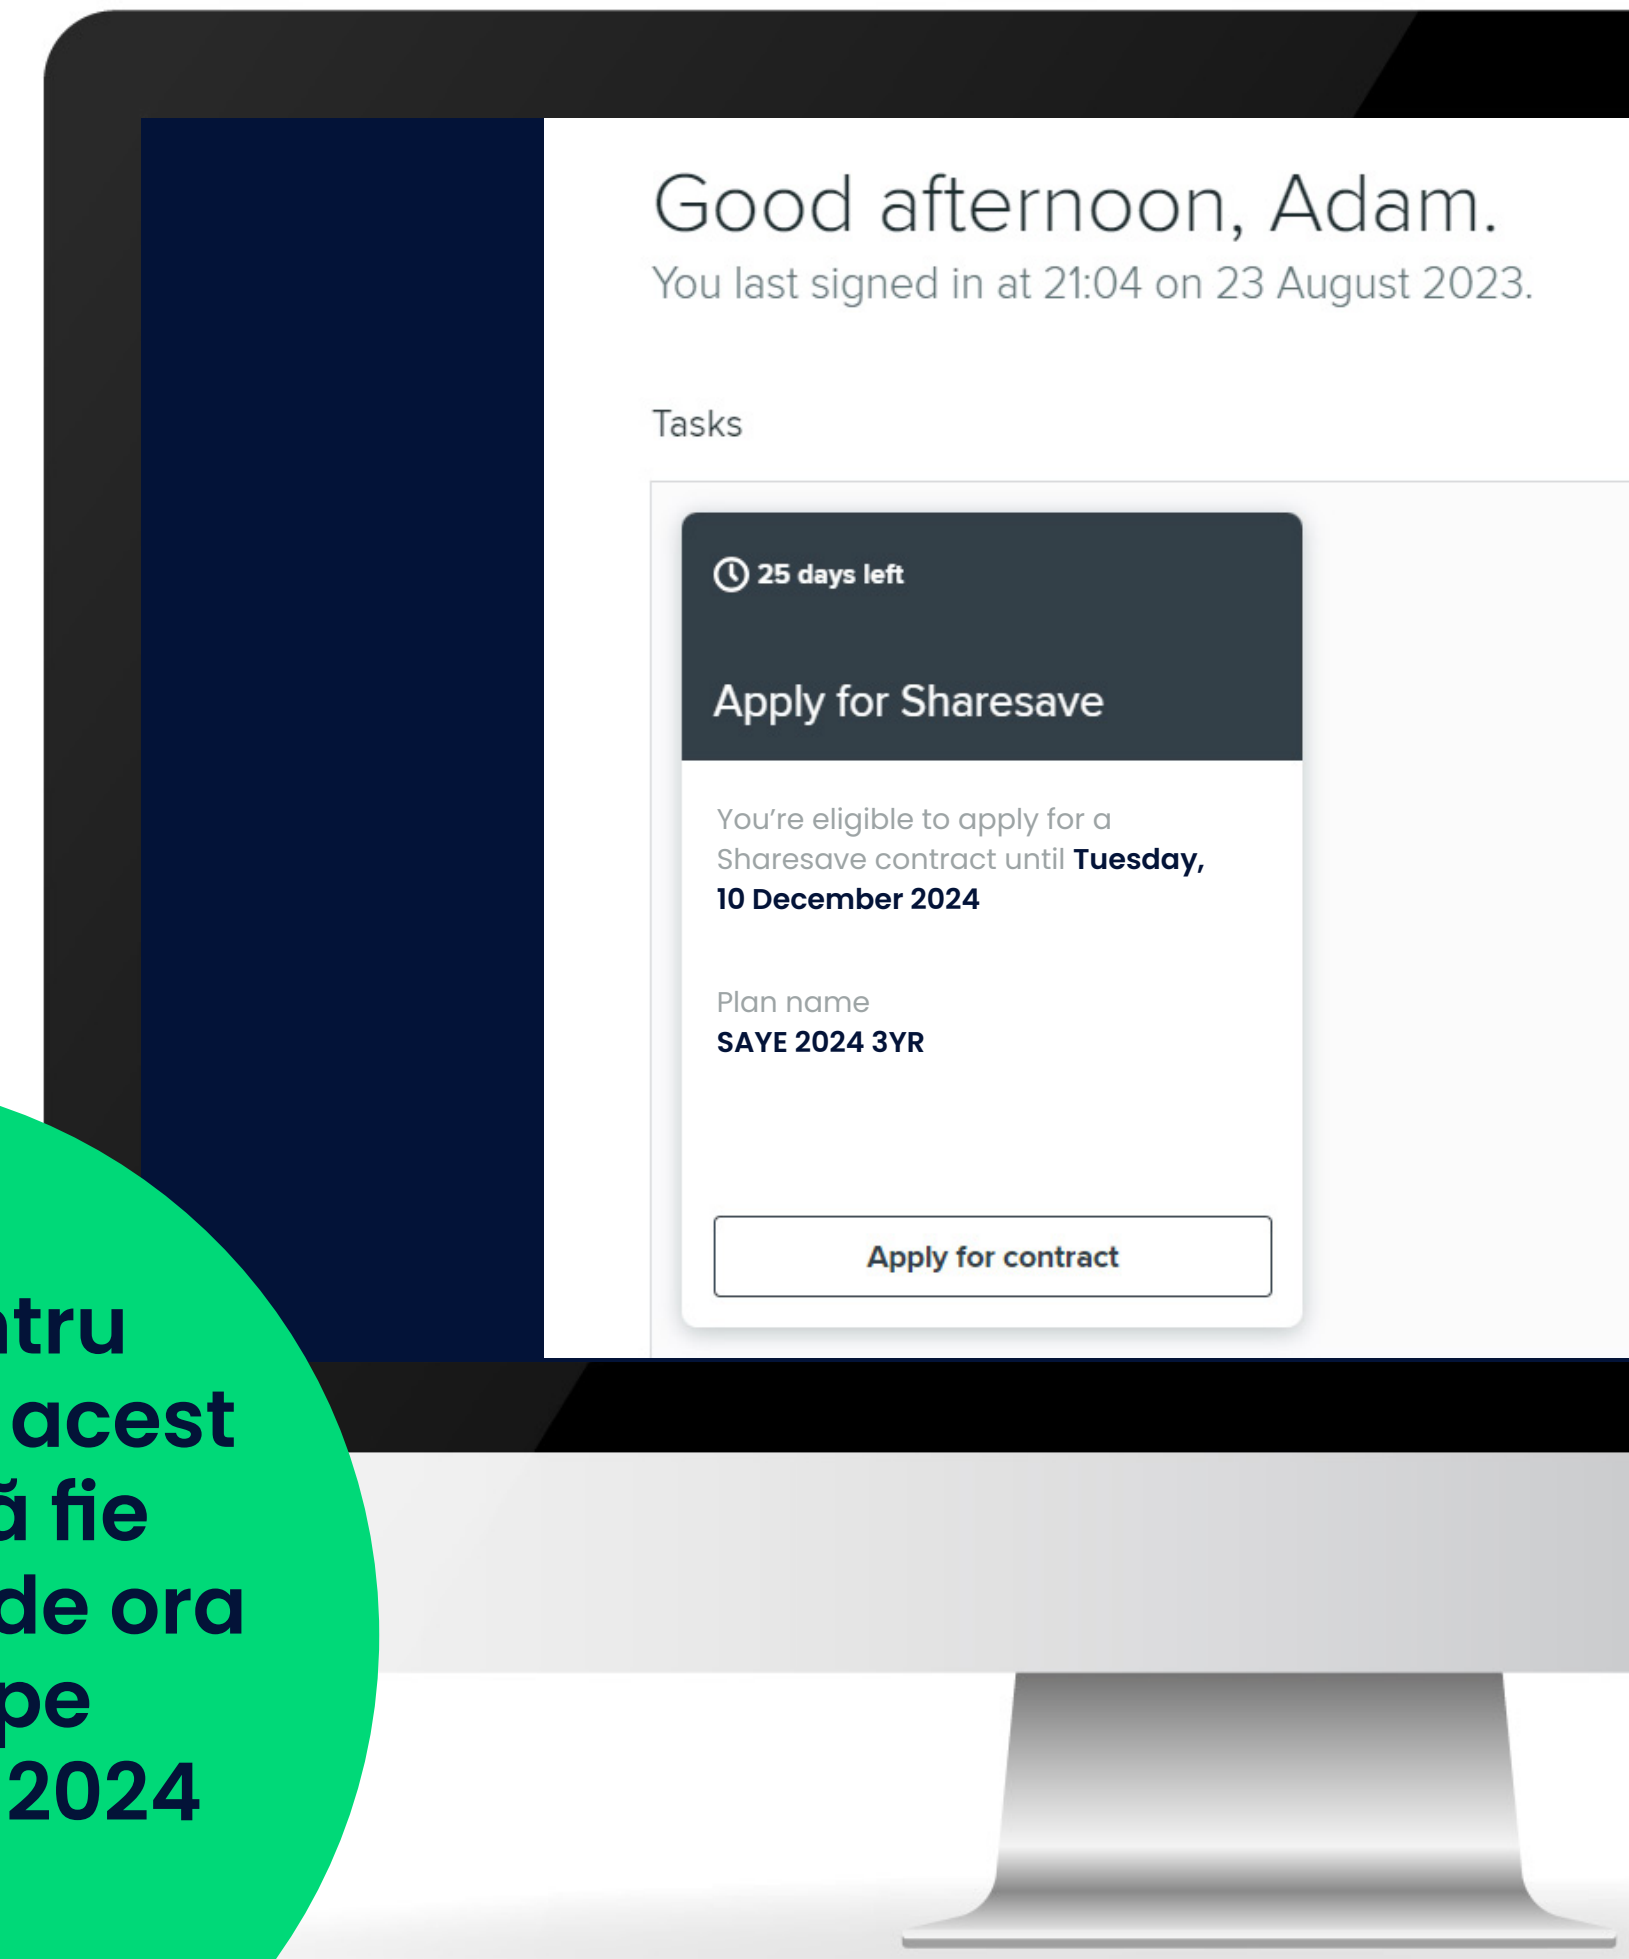 Good afternoon, Adam.
You last signed in at 21:04 on 23 August 2023.
Tasks
25 days left
Apply for Sharesave
You're eligible to apply for a
Sharesave contract until Tuesday,
10 December 2024
Plan name
SAYE 2024 3YR
Apply for contract
acest
fie
de ora
pe
2024